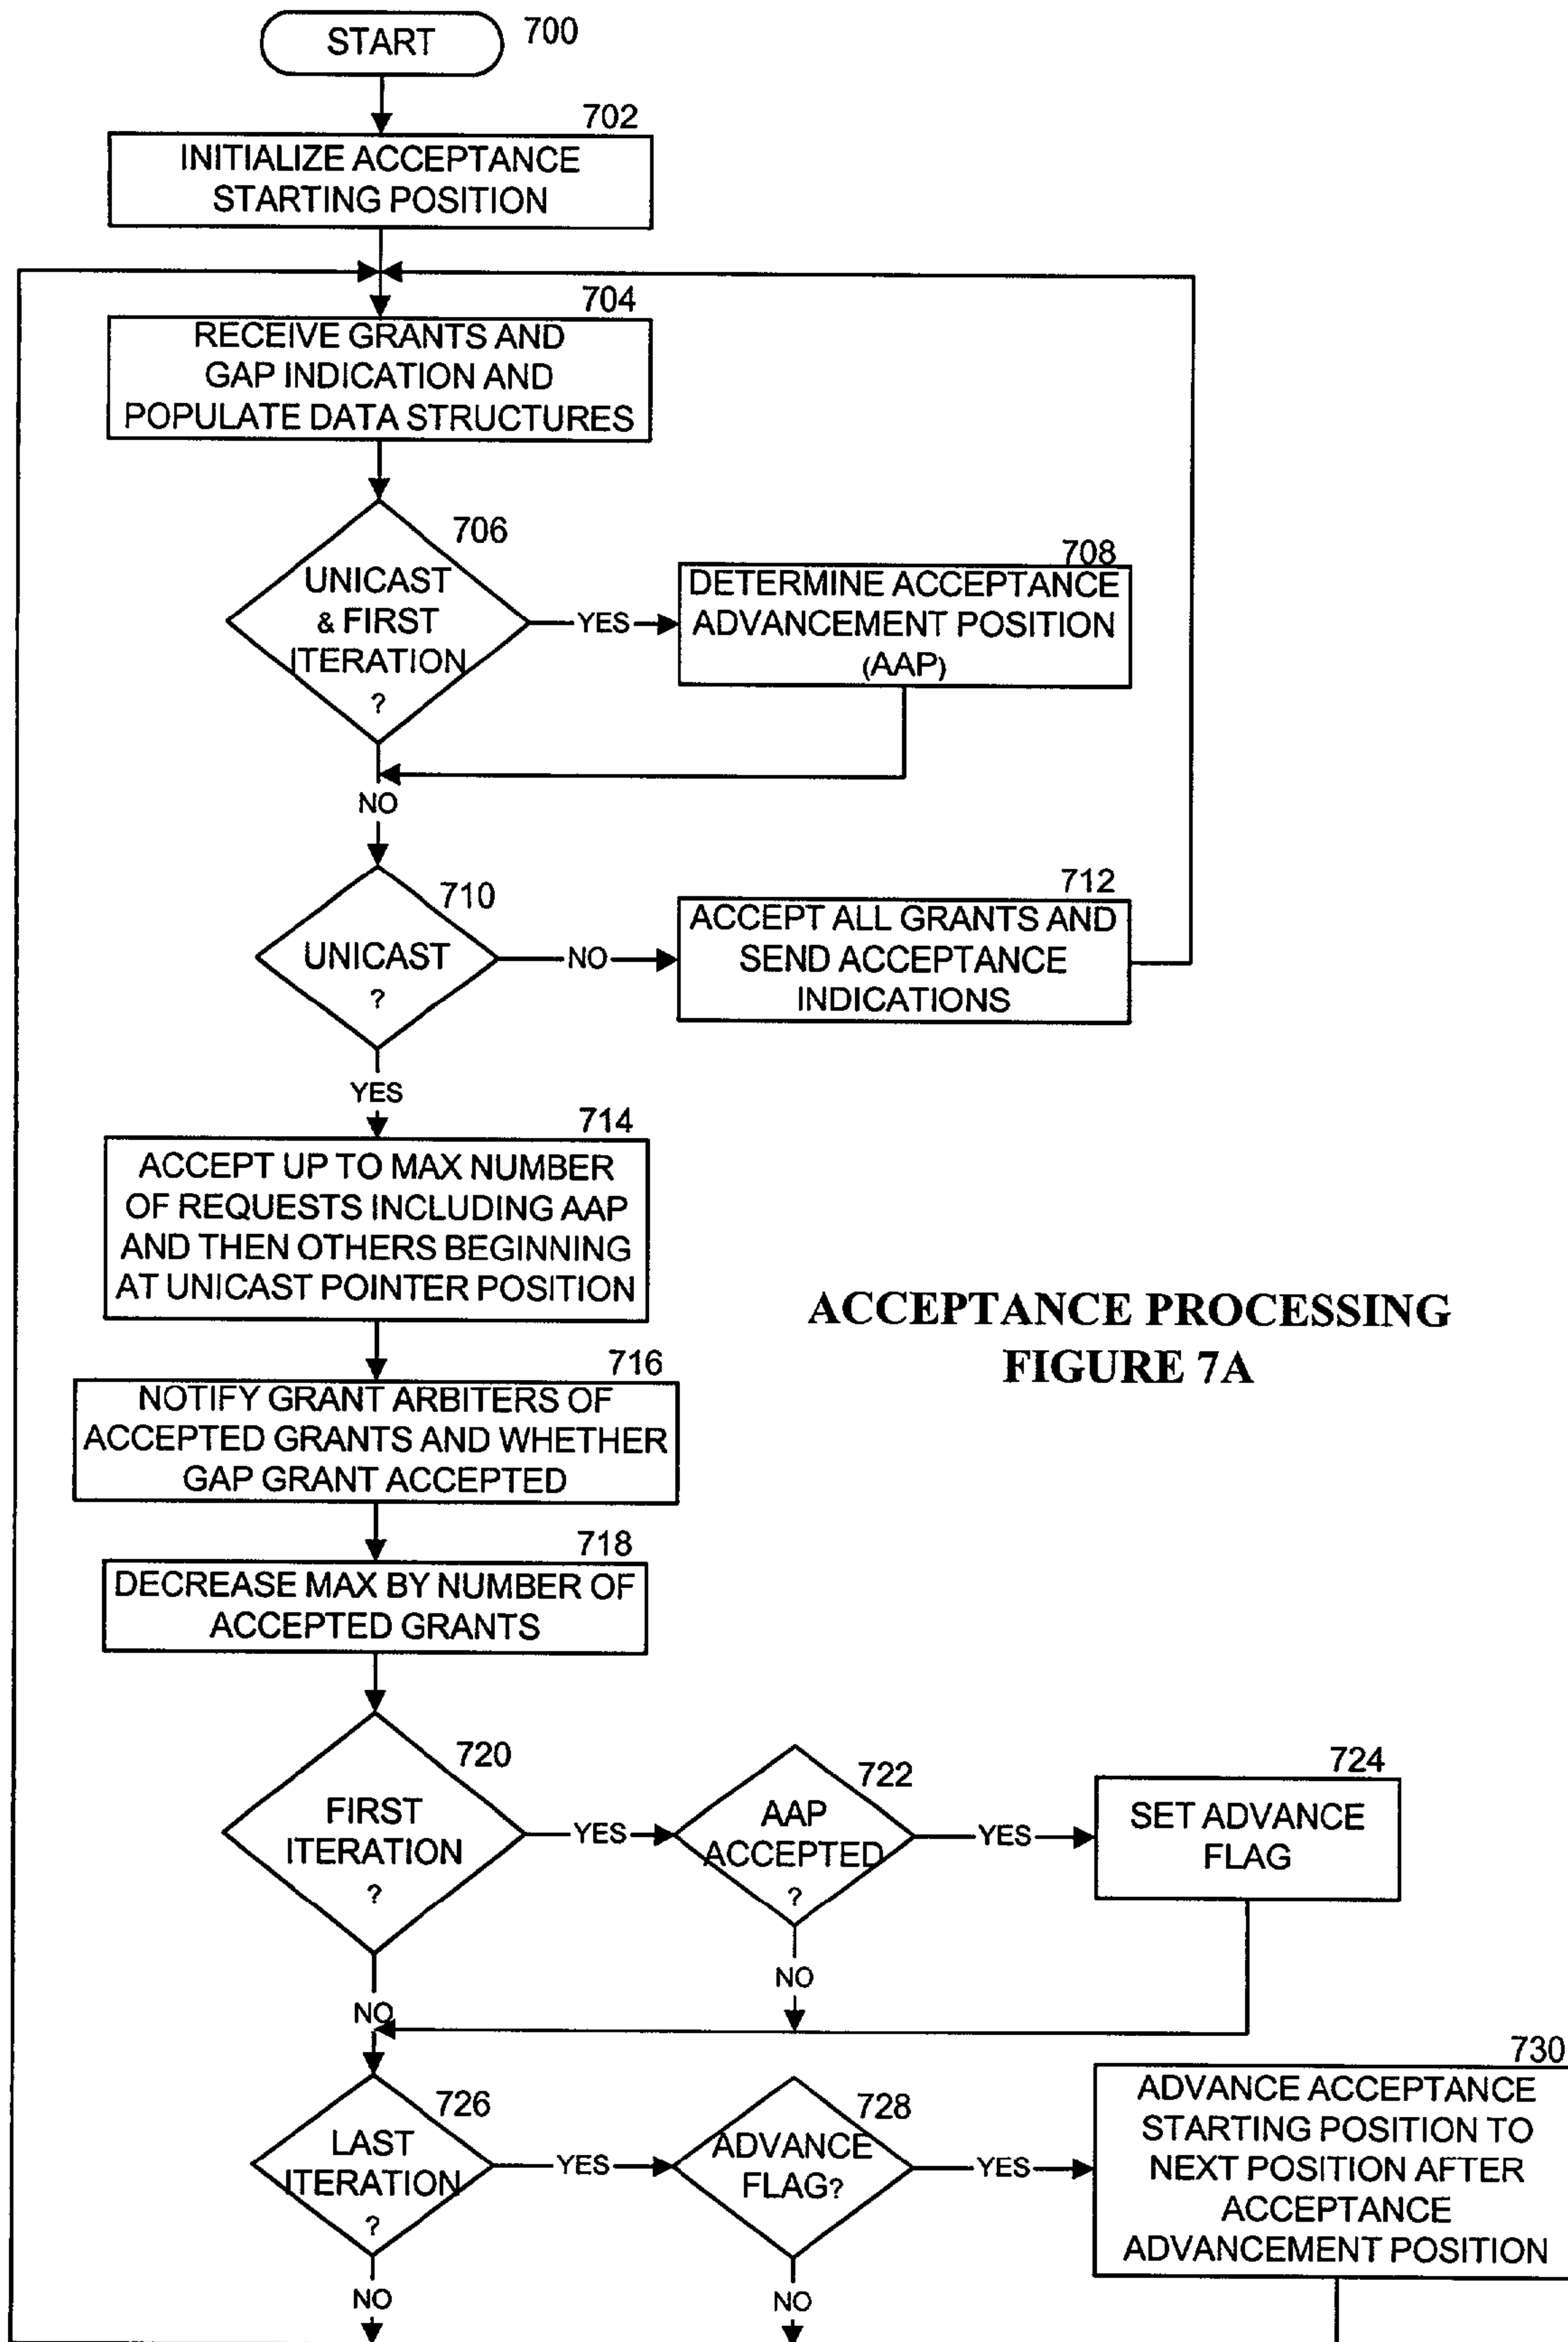 START
700
702
INITIALIZE ACCEPTANCE
STARTING POSITION
704
RECEIVE GRANTS AND
GAP INDICATION AND
POPULATE DATA STRUCTURES
706
UNICAST
& FIRST
ITERATION
?
YES
708
DETERMINE ACCEPTANCE
ADVANCEMENT POSITION
(AAP)
NO
710
UNICAST
?
NO
712
ACCEPT ALL GRANTS AND
SEND ACCEPTANCE
INDICATIONS
YES
714
ACCEPT UP TO MAX NUMBER
OF REQUESTS INCLUDING AAP
AND THEN OTHERS BEGINNING
AT UNICAST POINTER POSITION
ACCEPTANCE PROCESSING
FIGURE 7A
716
NOTIFY GRANT ARBITERS OF
ACCEPTED GRANTS AND WHETHER
GAP GRANT ACCEPTED
718
DECREASE MAX BY NUMBER OF
ACCEPTED GRANTS
720
FIRST
ITERATION
?
YES
722
AAP
ACCEPTED
?
YES
724
SET ADVANCE
FLAG
NO
NO
726
LAST
ITERATION
?
YES
728
ADVANCE
FLAG?
YES
730
ADVANCE ACCEPTANCE
STARTING POSITION TO
NEXT POSITION AFTER
ACCEPTANCE
ADVANCEMENT POSITION
NO
NO